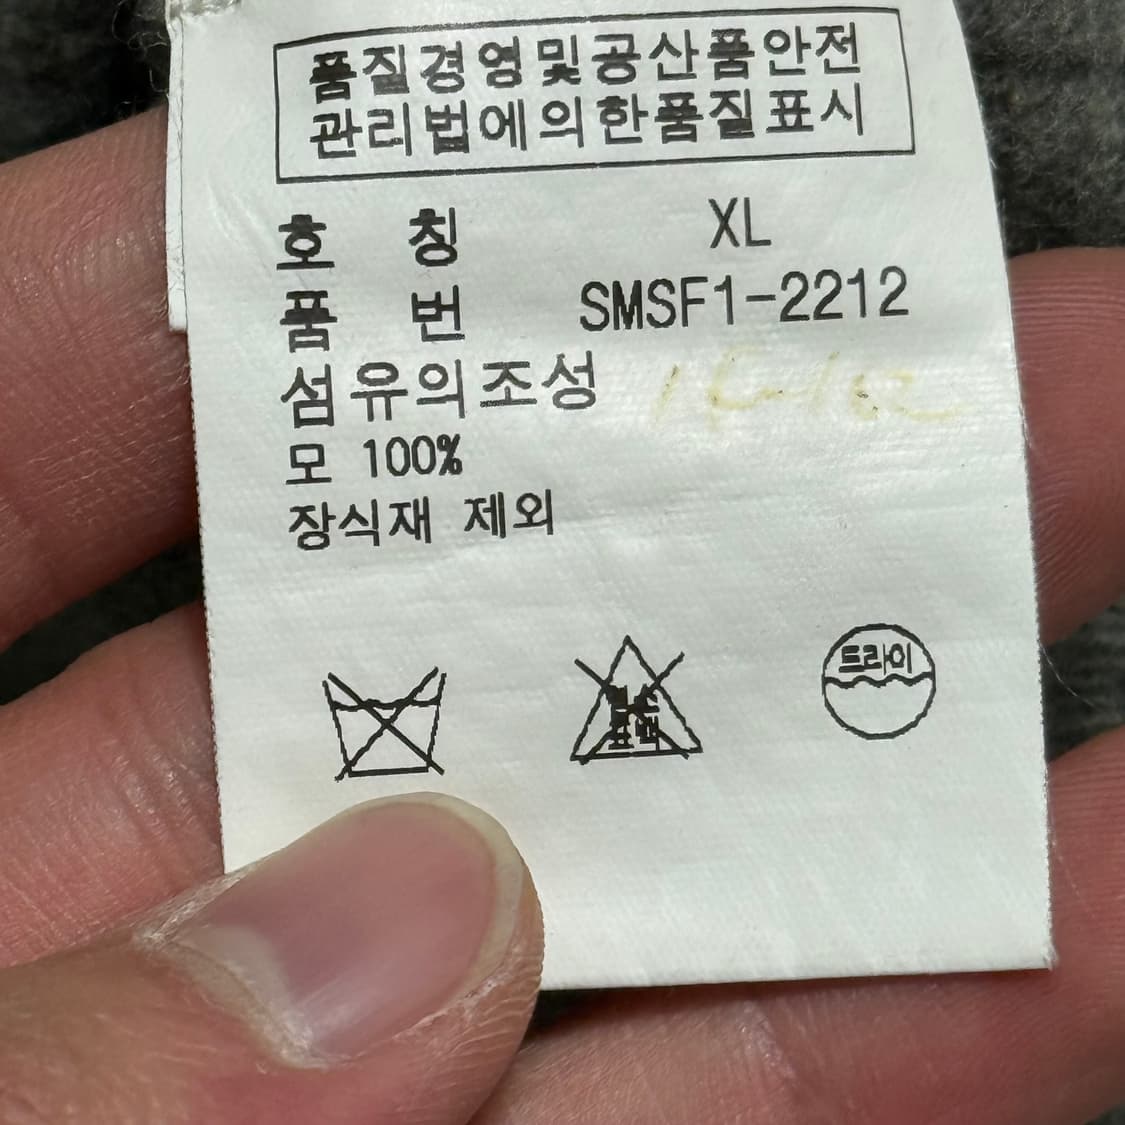 품질경영및공산품안전
관리법에의한품질표시
호 칭 XL
품 번 SMSF1-2212
섬유의조성
모 100%
장식재 제외
드라이